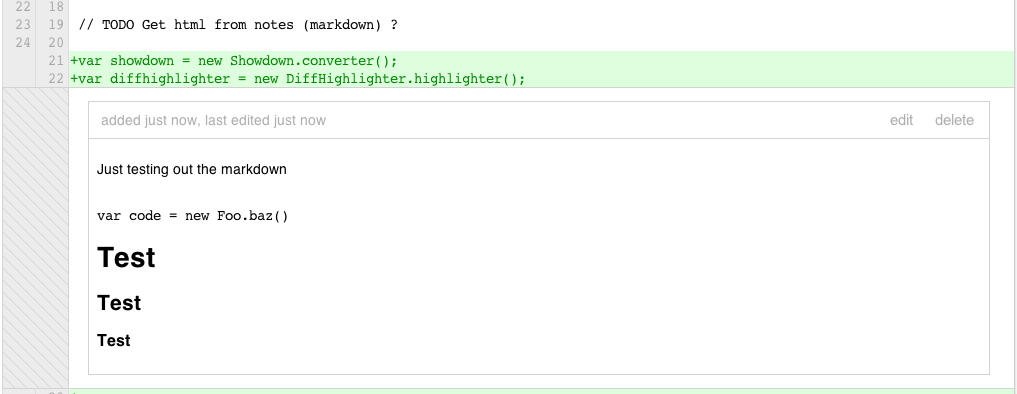 22 18
23 19 // TODO Get html from notes (markdown) ?
24 20
21 +var showdown = new Showdown.converter();
22 +var diffhighlighter = new DiffHighlighter.highlighter();
added just now, last edited just now edit delete
Just testing out the markdown
var code = new Foo.baz()
Test
Test
Test